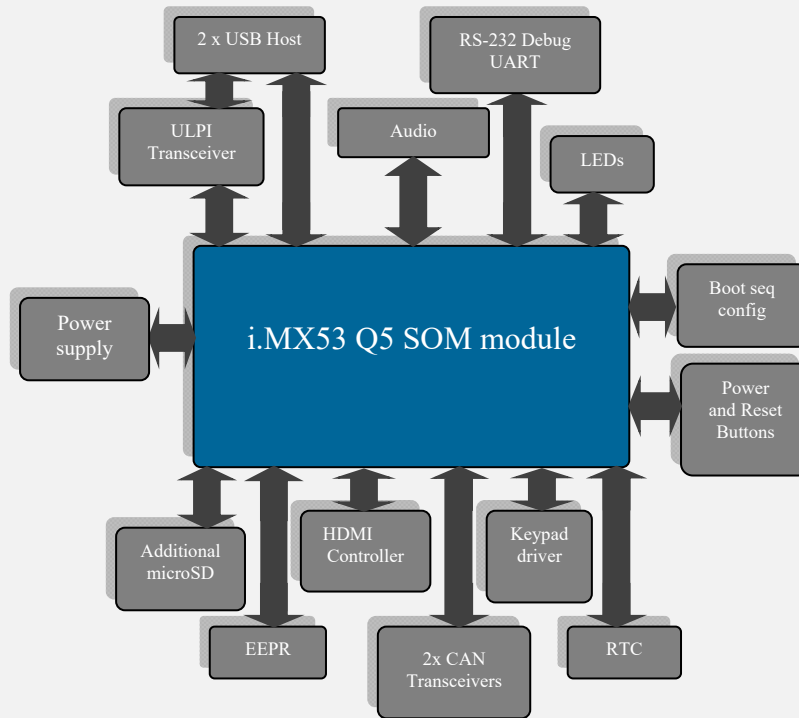 2 x USB Host
RS-232 Debug
UART
ULPI
Transceiver
Audio
LEDs
Boot seq
config
Power
supply
i.MX53 Q5 SOM module
Power
and Reset
Buttons
Additional
microSD
HDMI
Controller
Keypad
driver
EEPR
2x CAN
Transceivers
RTC